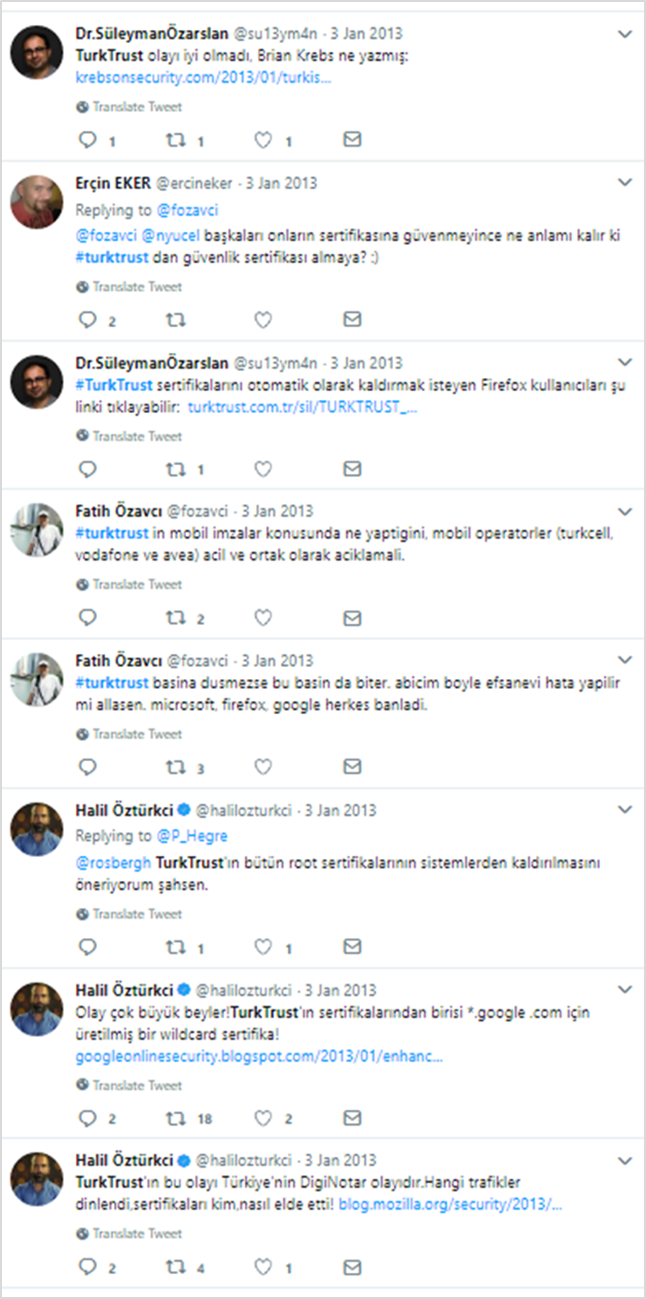 Dr.SüleymanÖzarslan @su13ym4n · 3 Jan 2013
TurkTrust olayı iyi olmadı, Brian Krebs ne yazmış:
krebsonsecurity.com/2013/01/turkis...
Translate Tweet
1 1 1
Erçin EKER @ercineker · 3 Jan 2013
Replying to @fozavci
@fozavci @nyucel başkaları onların sertifikasına güvenmeyince ne anlamı kalır ki
#turktrust dan güvenlik sertifikası almaya? :)
Translate Tweet
2
Dr.SüleymanÖzarslan @su13ym4n · 3 Jan 2013
#TurkTrust sertifikalarını otomatik olarak kaldırmak isteyen Firefox kullanıcıları şu
linki tıklayabilir: turktrust.com.tr/sil/TURKTRUST_...
Translate Tweet
1
Fatih Özavcı @fozavci · 3 Jan 2013
#turktrust in mobil imzalar konusunda ne yaptigini, mobil operatorler (turkcell,
vodafone ve avea) acil ve ortak olarak aciklamali.
Translate Tweet
2
Fatih Özavcı @fozavci · 3 Jan 2013
#turktrust basina dusmezse bu basin da biter. abicim boyle efsanevi hata yapilir
mi allasen. microsoft, firefox, google herkes banladi.
Translate Tweet
3
Halil Öztürkci @halilozturkci · 3 Jan 2013
Replying to @P_Hegre
@rosbergh TurkTrust'ın bütün root sertifikalarının sistemlerden kaldırılmasını
öneriyorum şahsen.
Translate Tweet
1 1
Halil Öztürkci @halilozturkci · 3 Jan 2013
Olay çok büyük beyler!TurkTrust'ın sertifikalarından birisi *.google .com için
üretilmiş bir wildcard sertifika!
googleonlinesecurity.blogspot.com/2013/01/enhanc...
Translate Tweet
2 18 2
Halil Öztürkci @halilozturkci · 3 Jan 2013
TurkTrust'ın bu olayı Türkiye'nin DigiNotar olayıdır.Hangi trafikler
dinlendi,sertifikaları kim,nasıl elde etti! blog.mozilla.org/security/2013/...
Translate Tweet
2 4 1